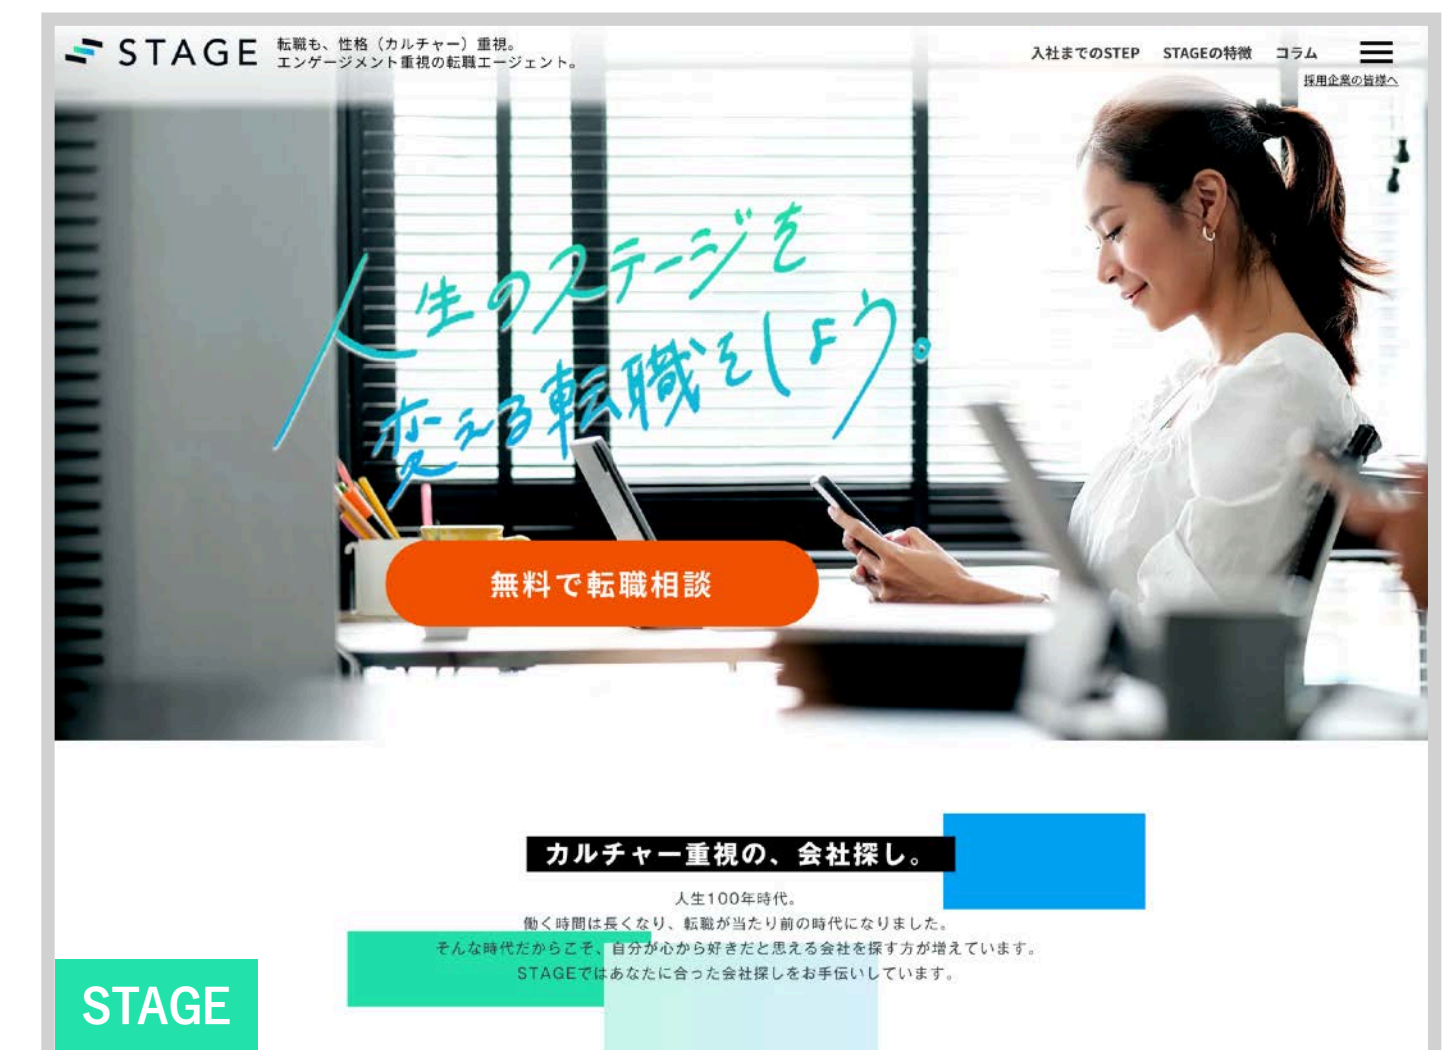 STAGE
転職も、性格（カルチャー）重視。
エンゲージメント重視の転職エージェント。
入社までのSTEP
STAGEの特徴
コラム
採用企業の皆様へ
人生のステージを
変える転職をしよう。
無料で転職相談
カルチャー重視の、会社探し。
人生100年時代。
働く時間は長くなり、転職が当たり前の時代になりました。
そんな時代だからこそ、自分が心から好きだと思える会社を探す方が増えています。
STAGEではあなたに合った会社探しをお手伝いしています。
STAGE